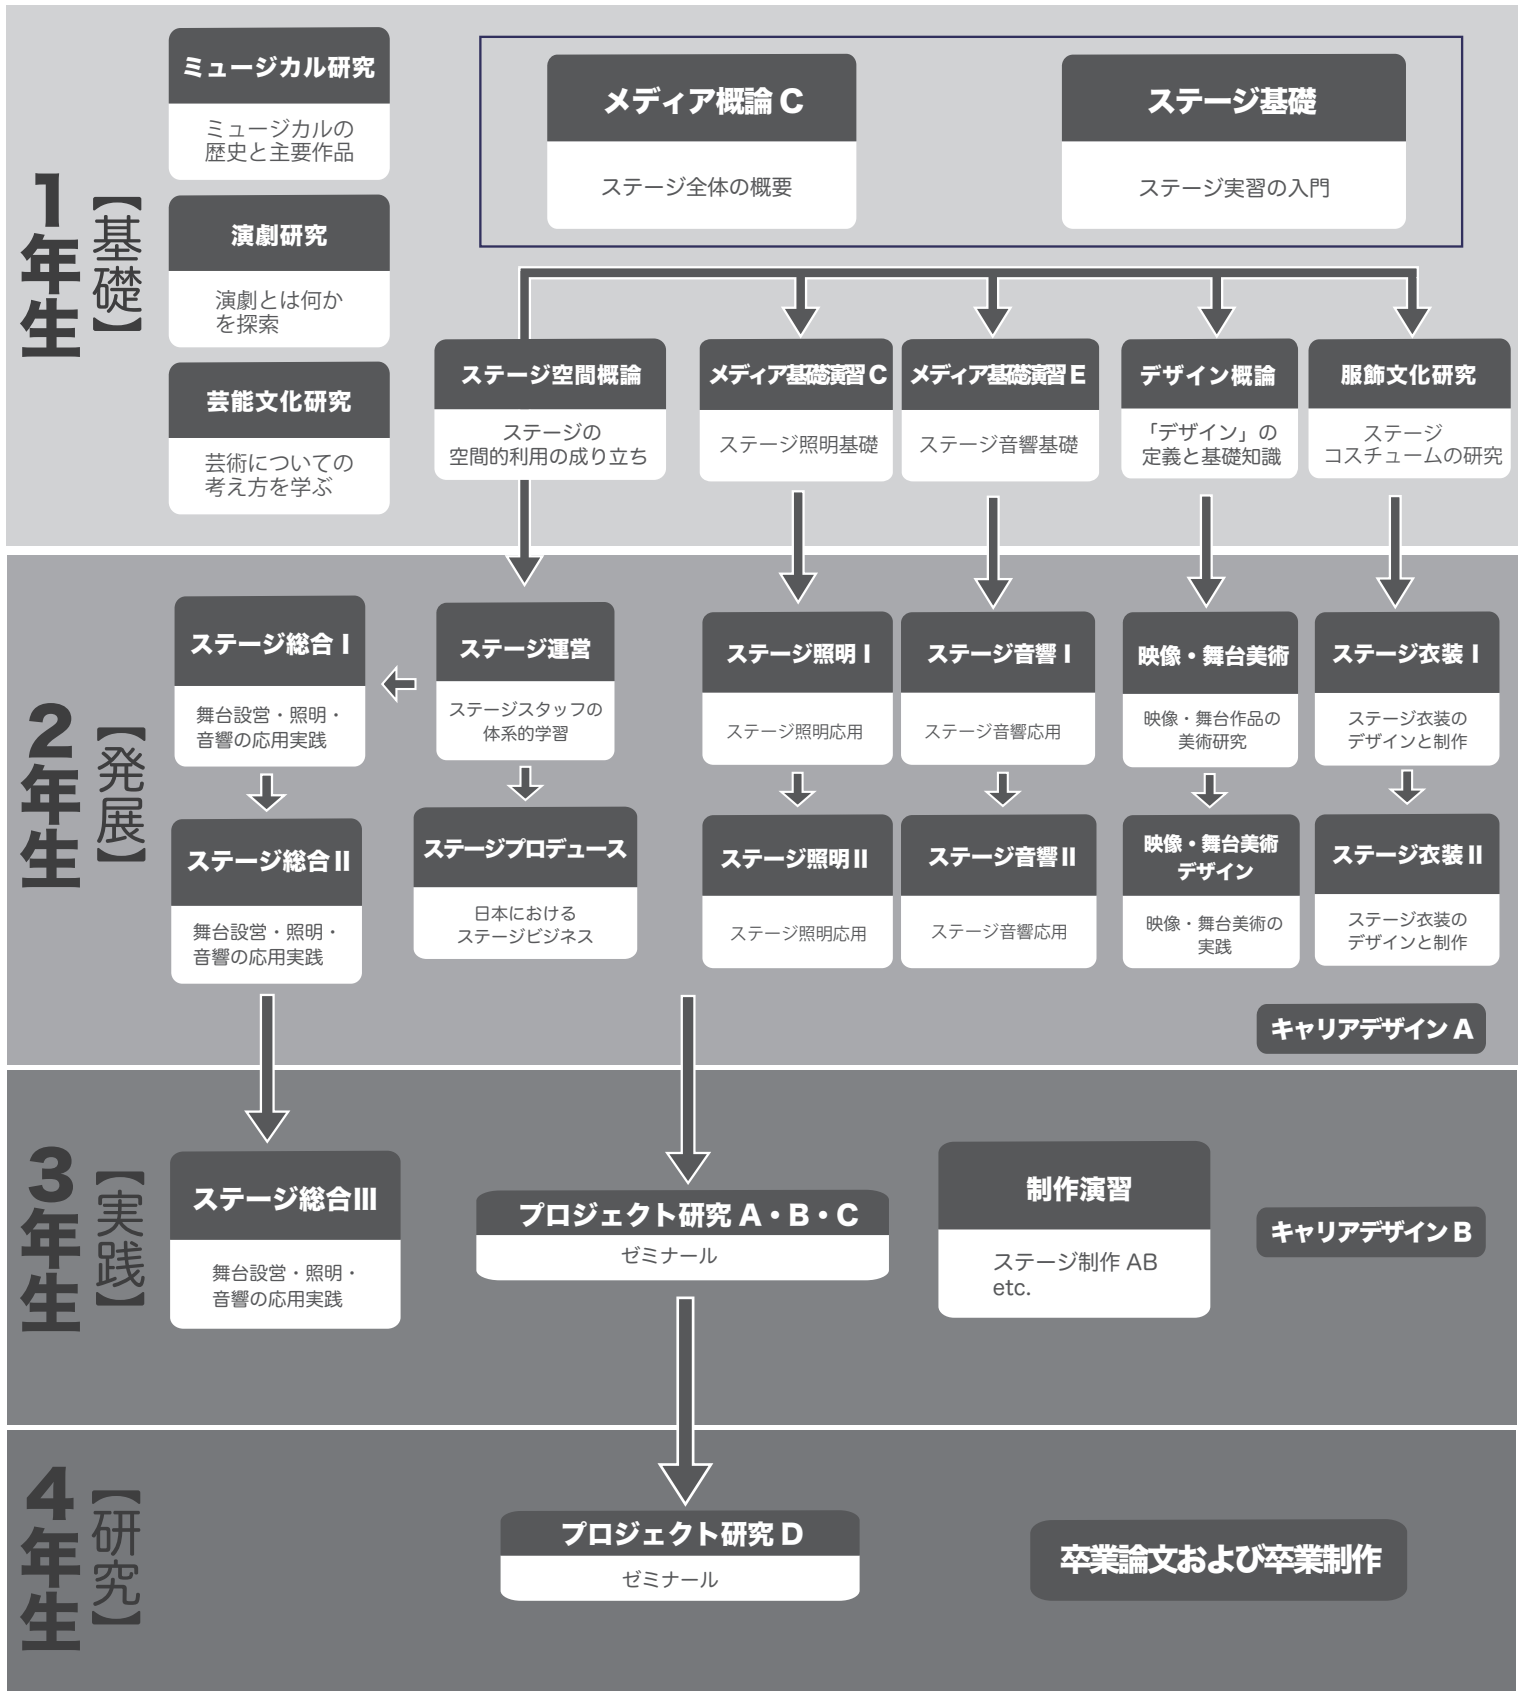 1年生
【基礎】
ミュージカル研究
ミュージカルの
歴史と主要作品
演劇研究
演劇とは何か
を探索
芸能文化研究
芸術についての
考え方を学ぶ
メディア概論 C
ステージ全体の概要
ステージ基礎
ステージ実習の入門
ステージ空間概論
ステージの
空間的利用の成り立ち
メディア基礎演習 C
ステージ照明基礎
メディア基礎演習 E
ステージ音響基礎
デザイン概論
「デザイン」の
定義と基礎知識
服飾文化研究
ステージ
コスチュームの研究
2年生
【発展】
ステージ総合 I
舞台設営・照明・
音響の応用実践
ステージ運営
ステージスタッフの
体系的学習
ステージ照明 I
ステージ照明応用
ステージ音響 I
ステージ音響応用
映像・舞台美術
映像・舞台作品の
美術研究
ステージ衣装 I
ステージ衣装の
デザインと制作
ステージ総合 II
舞台設営・照明・
音響の応用実践
ステージプロデュース
日本における
ステージビジネス
ステージ照明 II
ステージ照明応用
ステージ音響 II
ステージ音響応用
映像・舞台美術
デザイン
映像・舞台美術の
実践
ステージ衣装 II
ステージ衣装の
デザインと制作
キャリアデザイン A
3年生
【実践】
ステージ総合III
舞台設営・照明・
音響の応用実践
プロジェクト研究 A・B・C
ゼミナール
制作演習
ステージ制作 AB
etc.
キャリアデザイン B
4年生
【研究】
プロジェクト研究 D
ゼミナール
卒業論文および卒業制作